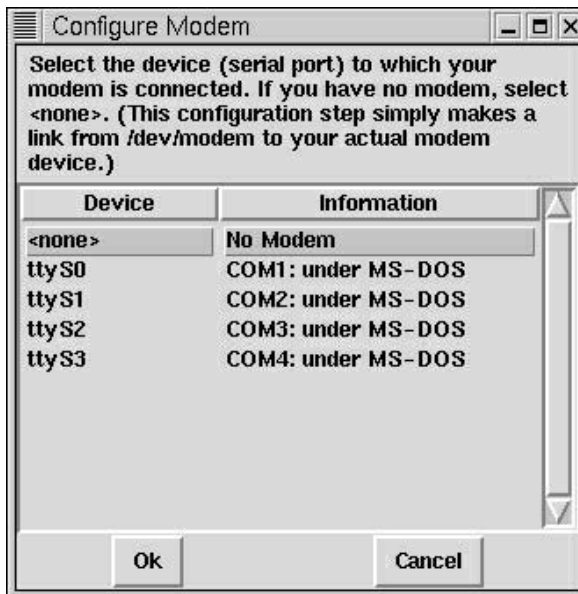 Configure Modem
Select the device (serial port) to which your
modem is connected. If you have no modem, select
<none>. (This configuration step simply makes a
link from /dev/modem to your actual modem
device.)
Device Information
<none> No Modem
ttyS0 COM1: under MS-DOS
ttyS1 COM2: under MS-DOS
ttyS2 COM3: under MS-DOS
ttyS3 COM4: under MS-DOS
Ok Cancel